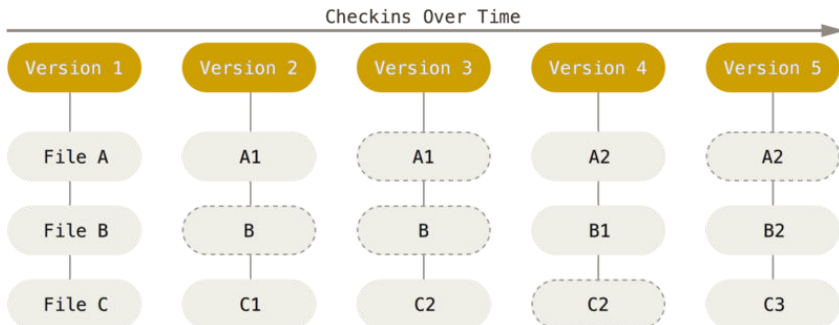 Checkins Over Time
Version 1 Version 2 Version 3 Version 4 Version 5
File A A1 A1 A2 A2
File B B B B1 B2
File C C1 C2 C2 C3